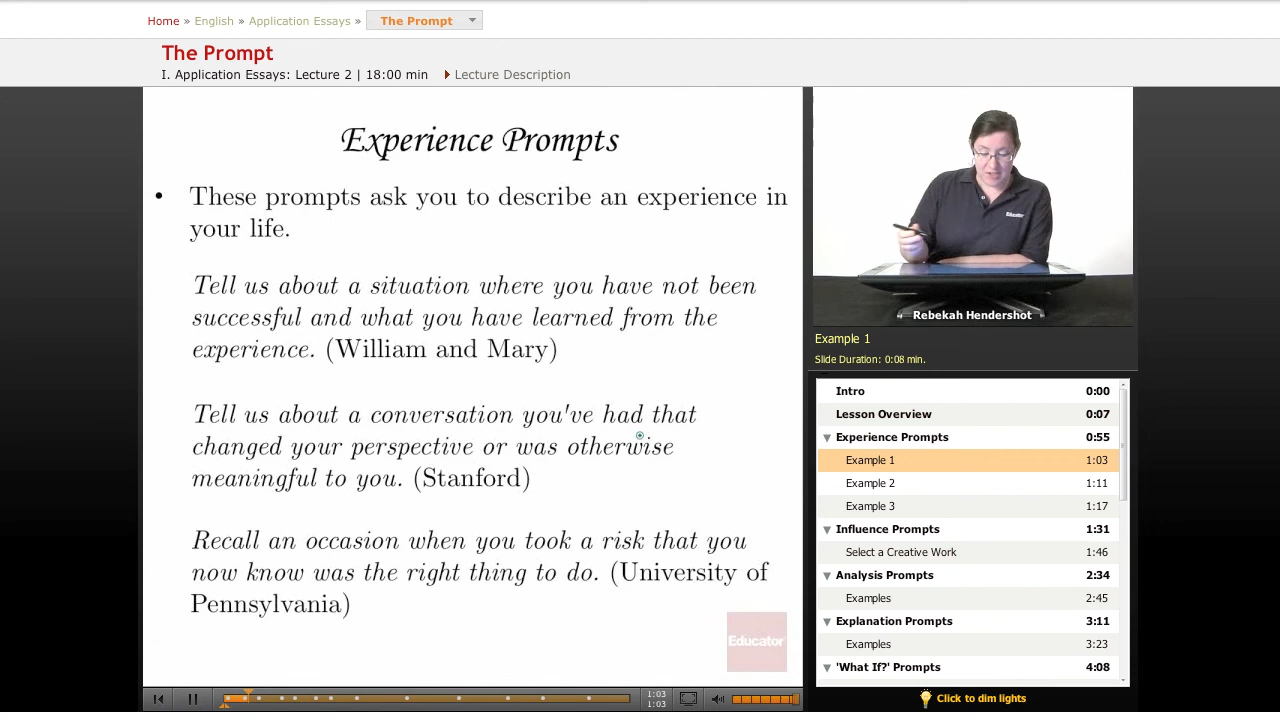 Home » English » Application Essays » The Prompt
The Prompt
I. Application Essays: Lecture 2 | 18:00 min Lecture Description
Experience Prompts
• These prompts ask you to describe an experience in
your life.
Tell us about a situation where you have not been
successful and what you have learned from the
experience. (William and Mary)
Tell us about a conversation you've had that
changed your perspective or was otherwise
meaningful to you. (Stanford)
Recall an occasion when you took a risk that you
now know was the right thing to do. (University of
Pennsylvania)
Educator
1:03
1:03
Educator
Rebekah Hendershot
Example 1
Slide Duration: 0:08 min.
Intro 0:00
Lesson Overview 0:07
Experience Prompts 0:55
Example 1 1:03
Example 2 1:11
Example 3 1:17
Influence Prompts 1:31
Select a Creative Work 1:46
Analysis Prompts 2:34
Examples 2:45
Explanation Prompts 3:11
Examples 3:23
'What If?' Prompts 4:08
Click to dim lights